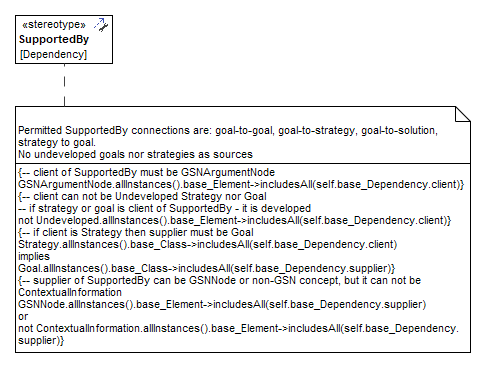 «stereotype»
SupportedBy
[Dependency]
Permitted SupportedBy connections are: goal-to-goal, goal-to-strategy, goal-to-solution,
strategy to goal.
No undeveloped goals nor strategies as sources
{-- client of SupportedBy must be GSNArgumentNode
GSNArgumentNode.allInstances().base_Element->includesAll(self.base_Dependency.client)}
{-- client can not be Undeveloped Strategy nor Goal
-- if strategy or goal is client of SupportedBy - it is developed
not Undeveloped.allInstances().base_Element->includesAll(self.base_Dependency.client)}
{-- if client is Strategy then supplier must be Goal
Strategy.allInstances().base_Class->includesAll(self.base_Dependency.client)
implies
Goal.allInstances().base_Class->includesAll(self.base_Dependency.supplier)}
{-- supplier of SupportedBy can be GSNNode or non-GSN concept, but it can not be
ContextualInformation
GSNNode.allInstances().base_Element->includesAll(self.base_Dependency.supplier)
or
not ContextualInformation.allInstances().base_Element->includesAll(self.base_Dependency.
supplier)}